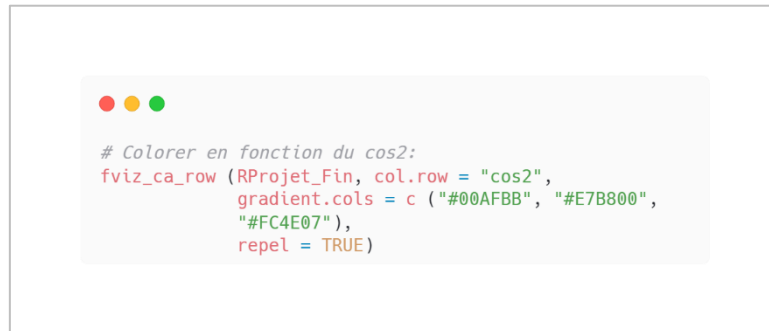 # Colorer en fonction du cos2:
fviz_ca_row (RProjet_Fin, col.row = "cos2",
gradient.cols = c ("#00AFBB", "#E7B800",
"#FC4E07"),
repel = TRUE)